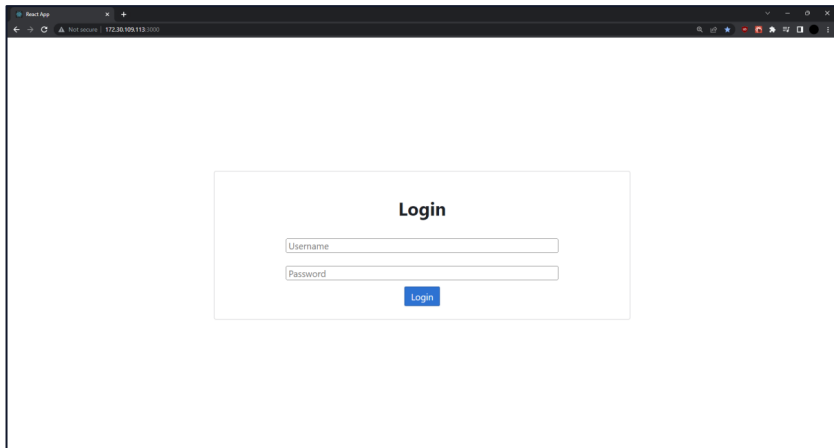 React App
Not secure | 172.30.109.113:3000
Login
Username
Password
Login